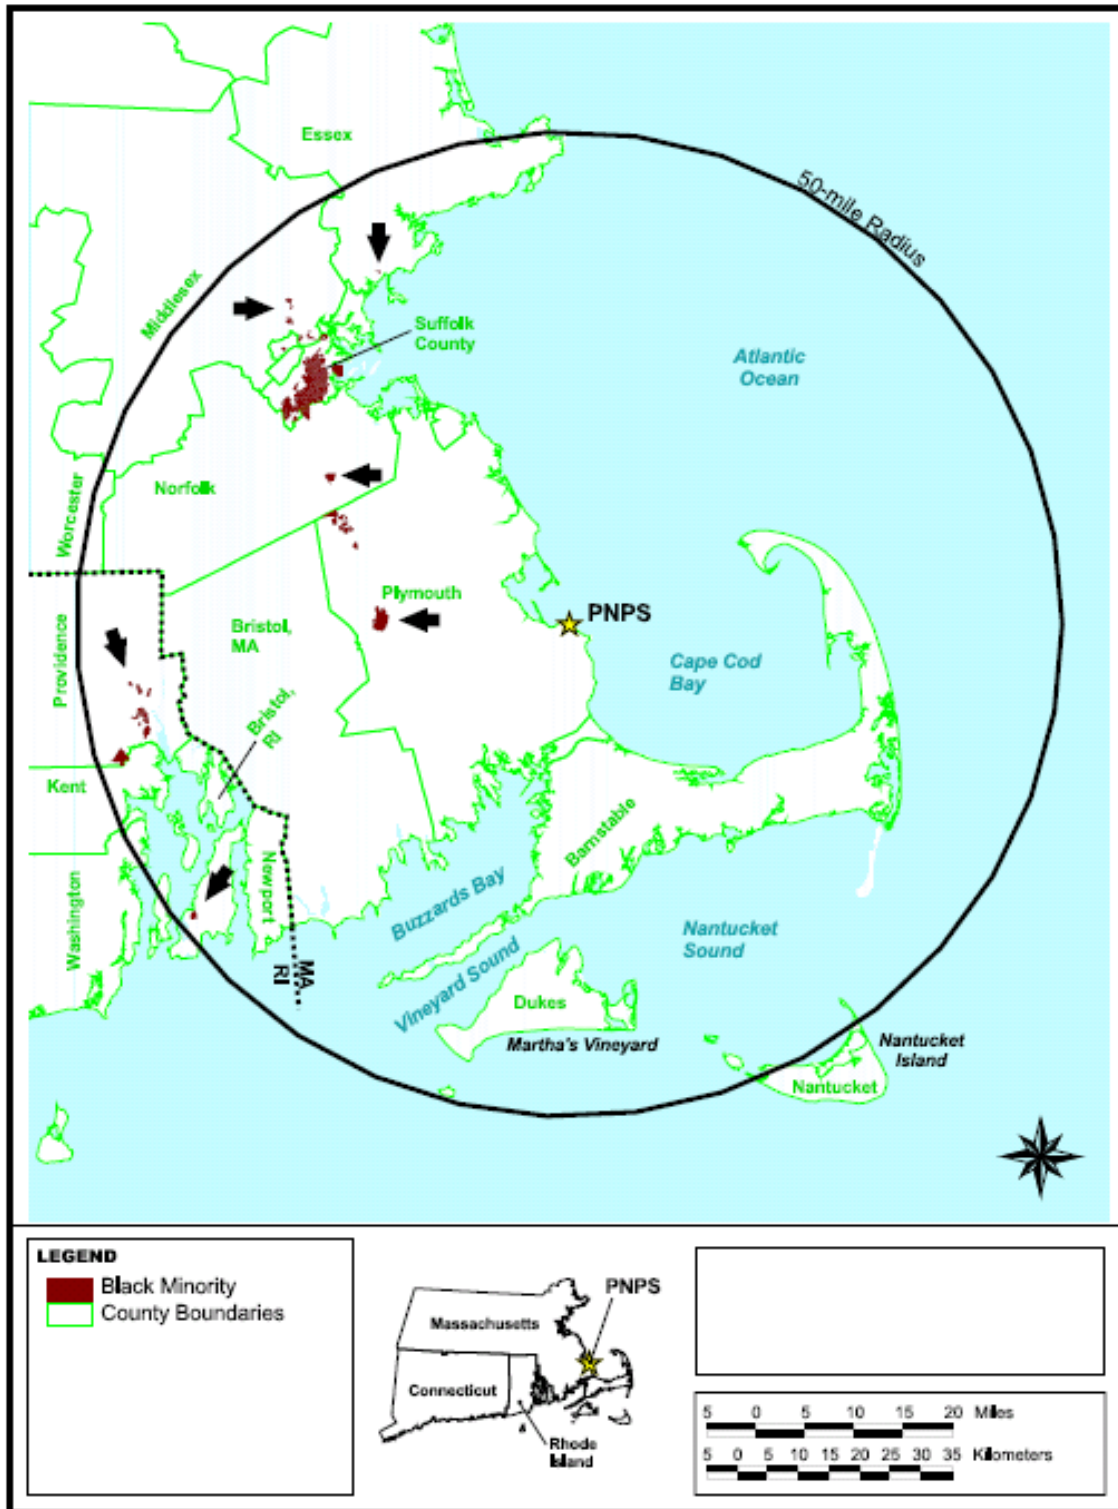 Essex
50-mile Radius
Middlesex
Suffolk
County
Atlantic
Ocean
Worcester
Norfolk
Plymouth
PNPS
Providence
Bristol,
MA
Cape Cod
Bay
Bristol,
RI
Kent
Barnstable
Newport
Washington
Buzzards Bay
Nantucket
Sound
MA
RI
Vineyard Sound
Dukes
Martha's Vineyard
Nantucket
Island
Nantucket
LEGEND
Black Minority
County Boundaries
PNPS
Massachusetts
Connecticut
Rhode
Island
5 0 5 10 15 20 Miles
5 0 5 10 15 20 25 30 35 Kilometers